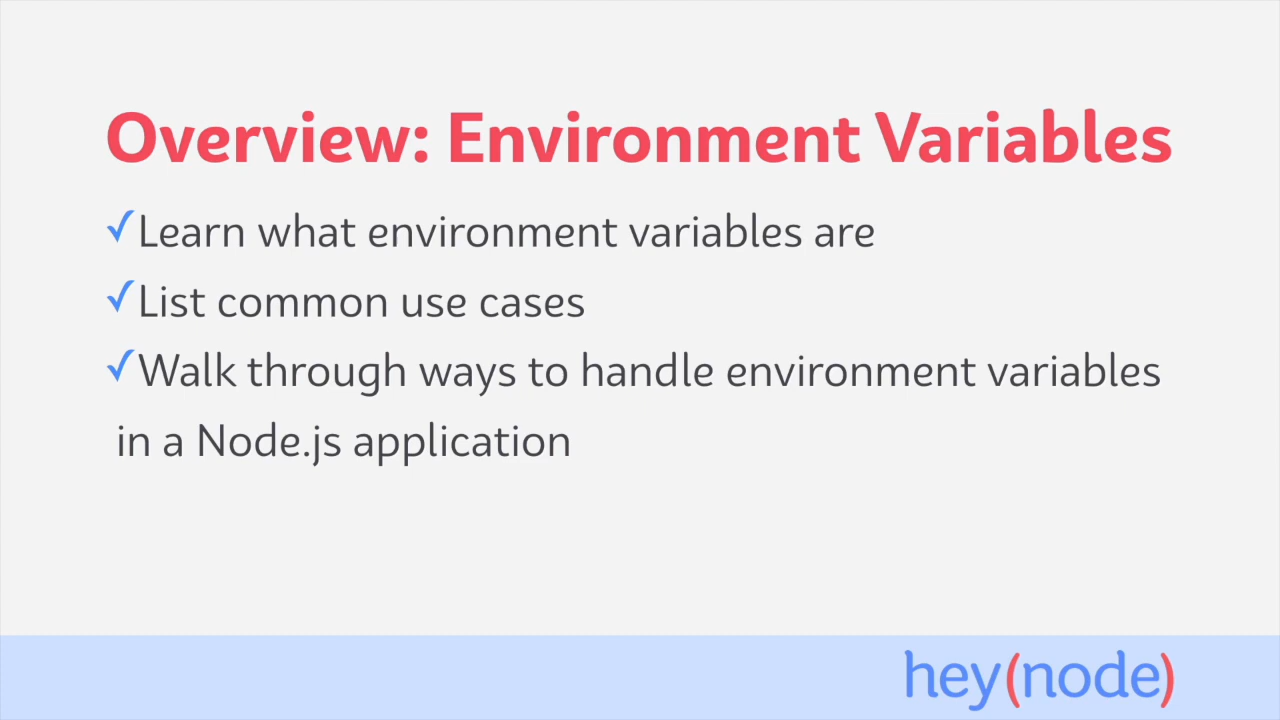 Overview: Environment Variables
✓Learn what environment variables are
✓List common use cases
✓Walk through ways to handle environment variables
in a Node.js application
hey(node)